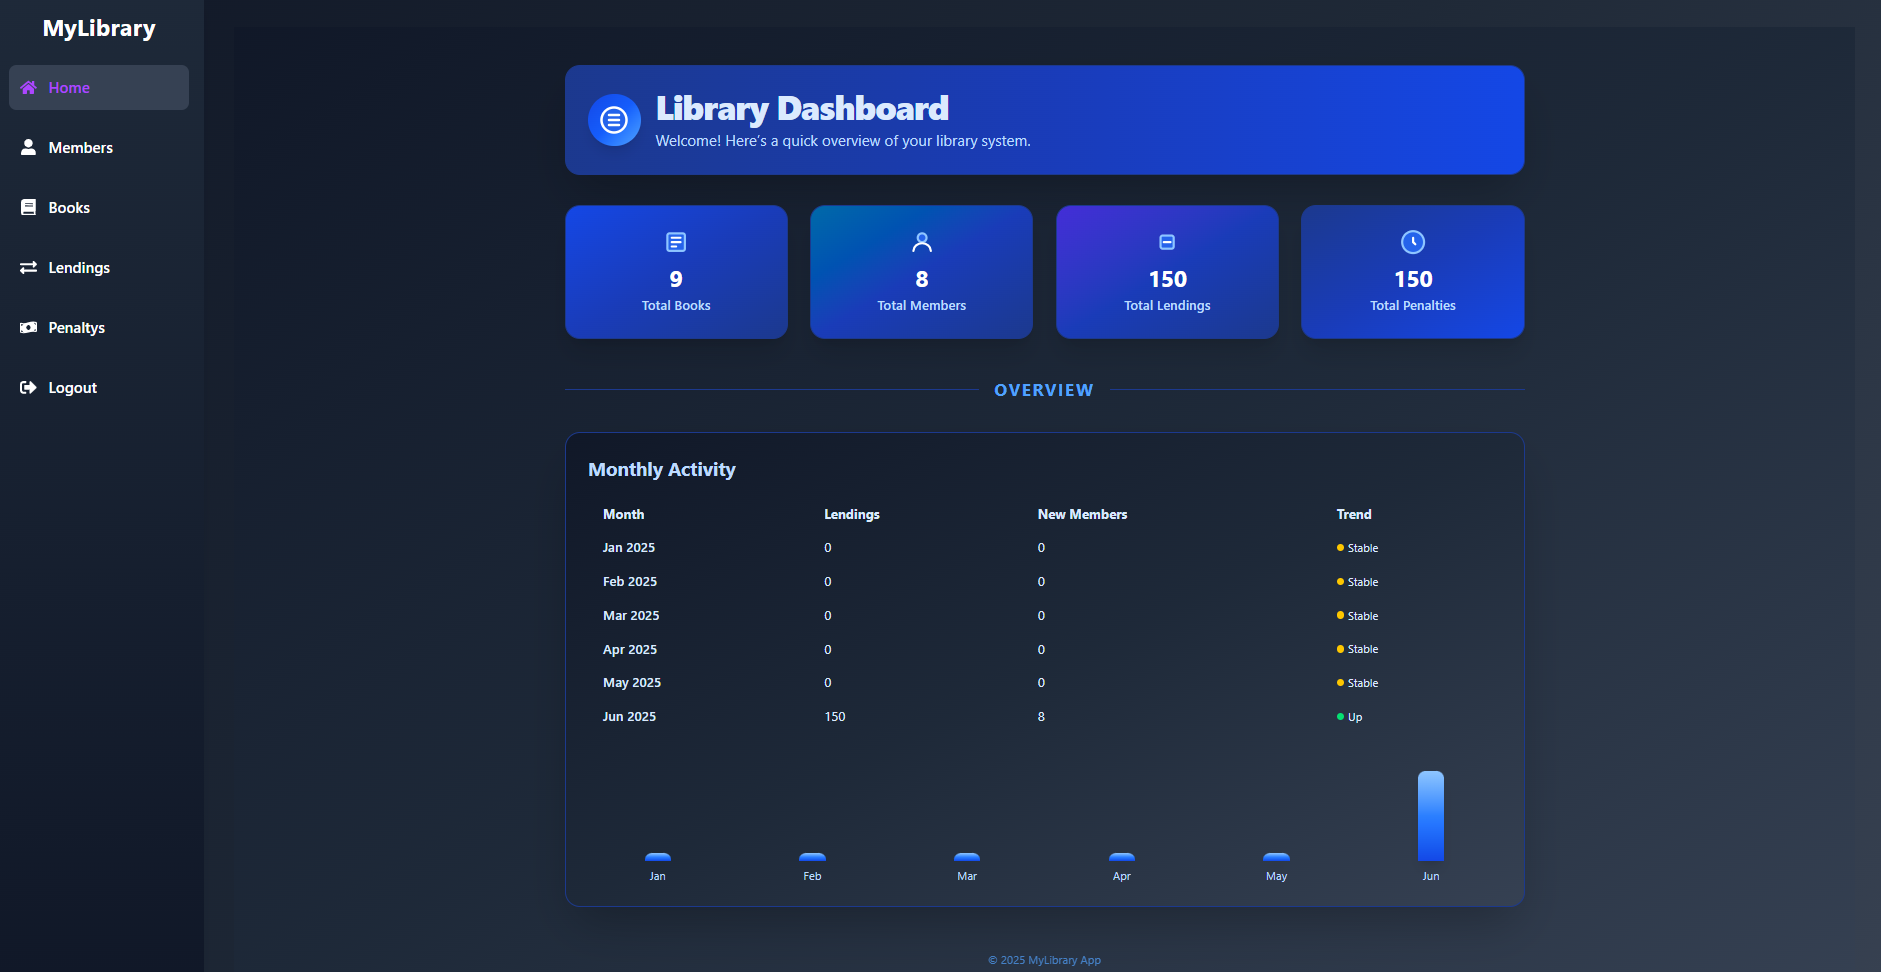 MyLibrary
Home
Members
Books
Lendings
Penaltys
Logout
Library Dashboard
Welcome! Here's a quick overview of your library system.
9
Total Books
8
Total Members
150
Total Lendings
150
Total Penalties
OVERVIEW
Monthly Activity
Month Lendings New Members Trend
Jan 2025 0 0 Stable
Feb 2025 0 0 Stable
Mar 2025 0 0 Stable
Apr 2025 0 0 Stable
May 2025 0 0 Stable
Jun 2025 150 8 Up
Jan Feb Mar Apr May Jun
© 2025 MyLibrary App